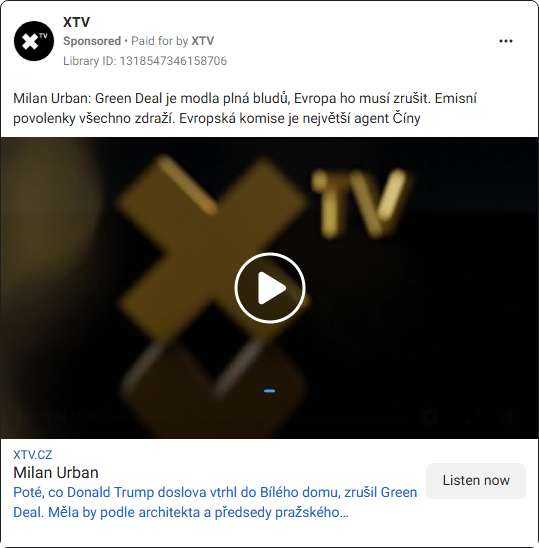 XTV
Sponsored • Paid for by XTV
Library ID: 1318547346158706
Milan Urban: Green Deal je modla plná bludů, Evropa ho musí zrušit. Emisní
povolenky všechno zdraží. Evropská komise je největší agent Číny
XTV
XTV.CZ
Milan Urban
Poté, co Donald Trump doslova vtrhl do Bílého domu, zrušil Green
Deal. Měla by podle architekta a předsedy pražského…
Listen now